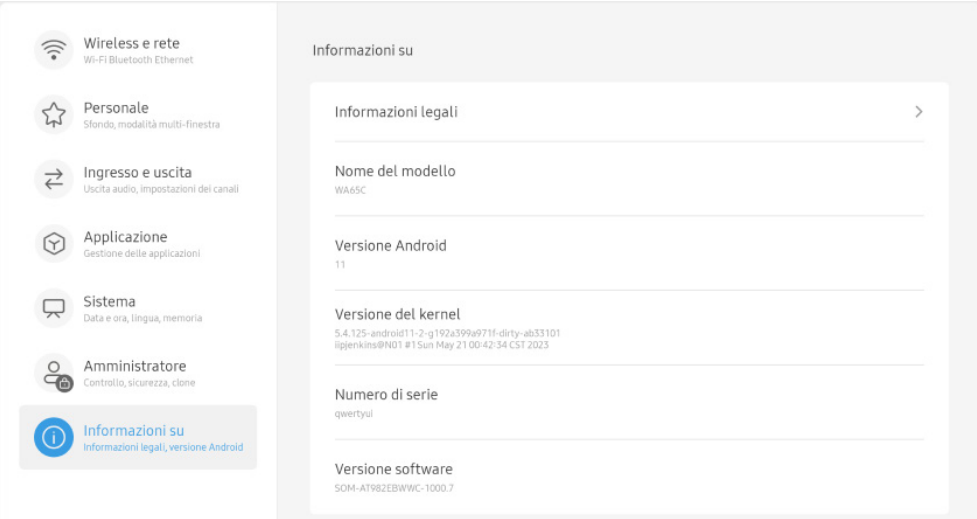 Wireless e rete
Wi-Fi Bluetooth Ethernet
Personale
Sfondo, modalità multi-finestra
Ingresso e uscita
Uscita audio, impostazioni dei canali
Applicazione
Gestione delle applicazioni
Sistema
Data e ora, lingua, memoria
Amministratore
Controllo, sicurezza, clone
Informazioni su
Informazioni legali, versione Android
Informazioni su
Informazioni legali
Nome del modello
WA65C
Versione Android
11
Versione del kernel
5.4.125-android11-2-g192a399a971f-dirty-ab33101
iipjenkins@N01 #1 Sun May 21 00:42:34 CST 2023
Numero di serie
qwertyui
Versione software
SOM-AT982EBWWC-1000.7